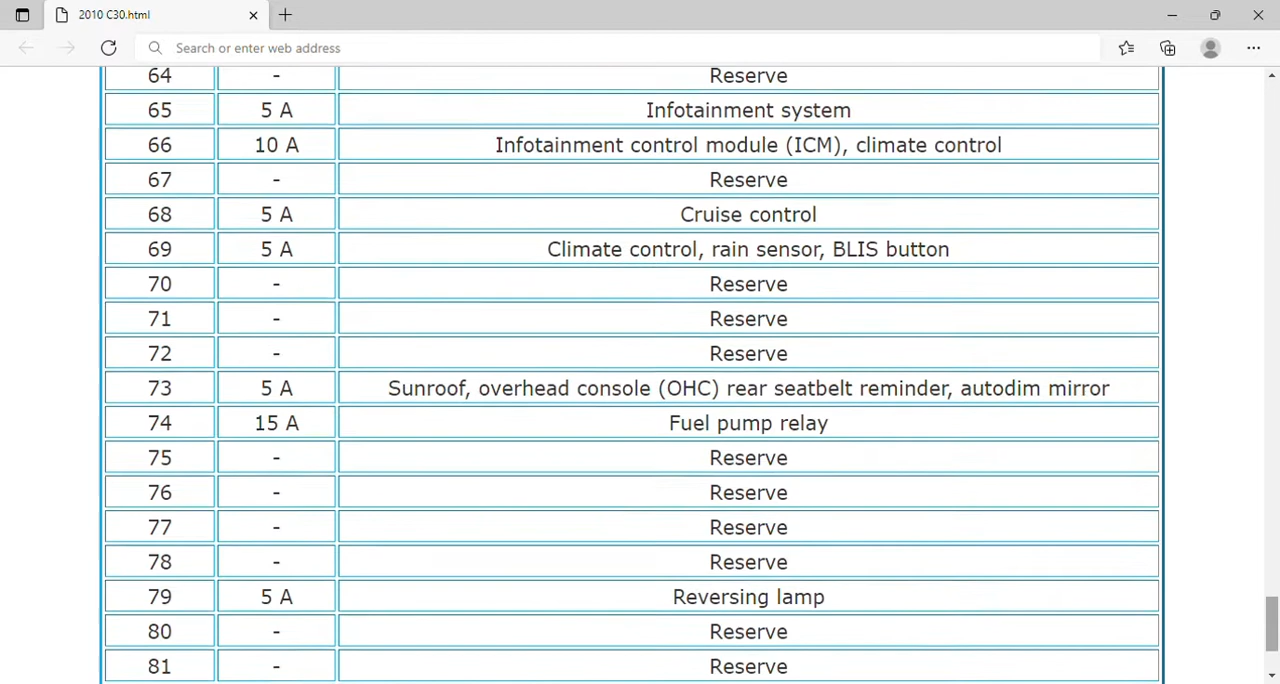 2010 C30.html
Search or enter web address
64 - Reserve
65 5 A Infotainment system
66 10 A Infotainment control module (ICM), climate control
67 - Reserve
68 5 A Cruise control
69 5 A Climate control, rain sensor, BLIS button
70 - Reserve
71 - Reserve
72 - Reserve
73 5 A Sunroof, overhead console (OHC) rear seatbelt reminder, autodim mirror
74 15 A Fuel pump relay
75 - Reserve
76 - Reserve
77 - Reserve
78 - Reserve
79 5 A Reversing lamp
80 - Reserve
81 - Reserve